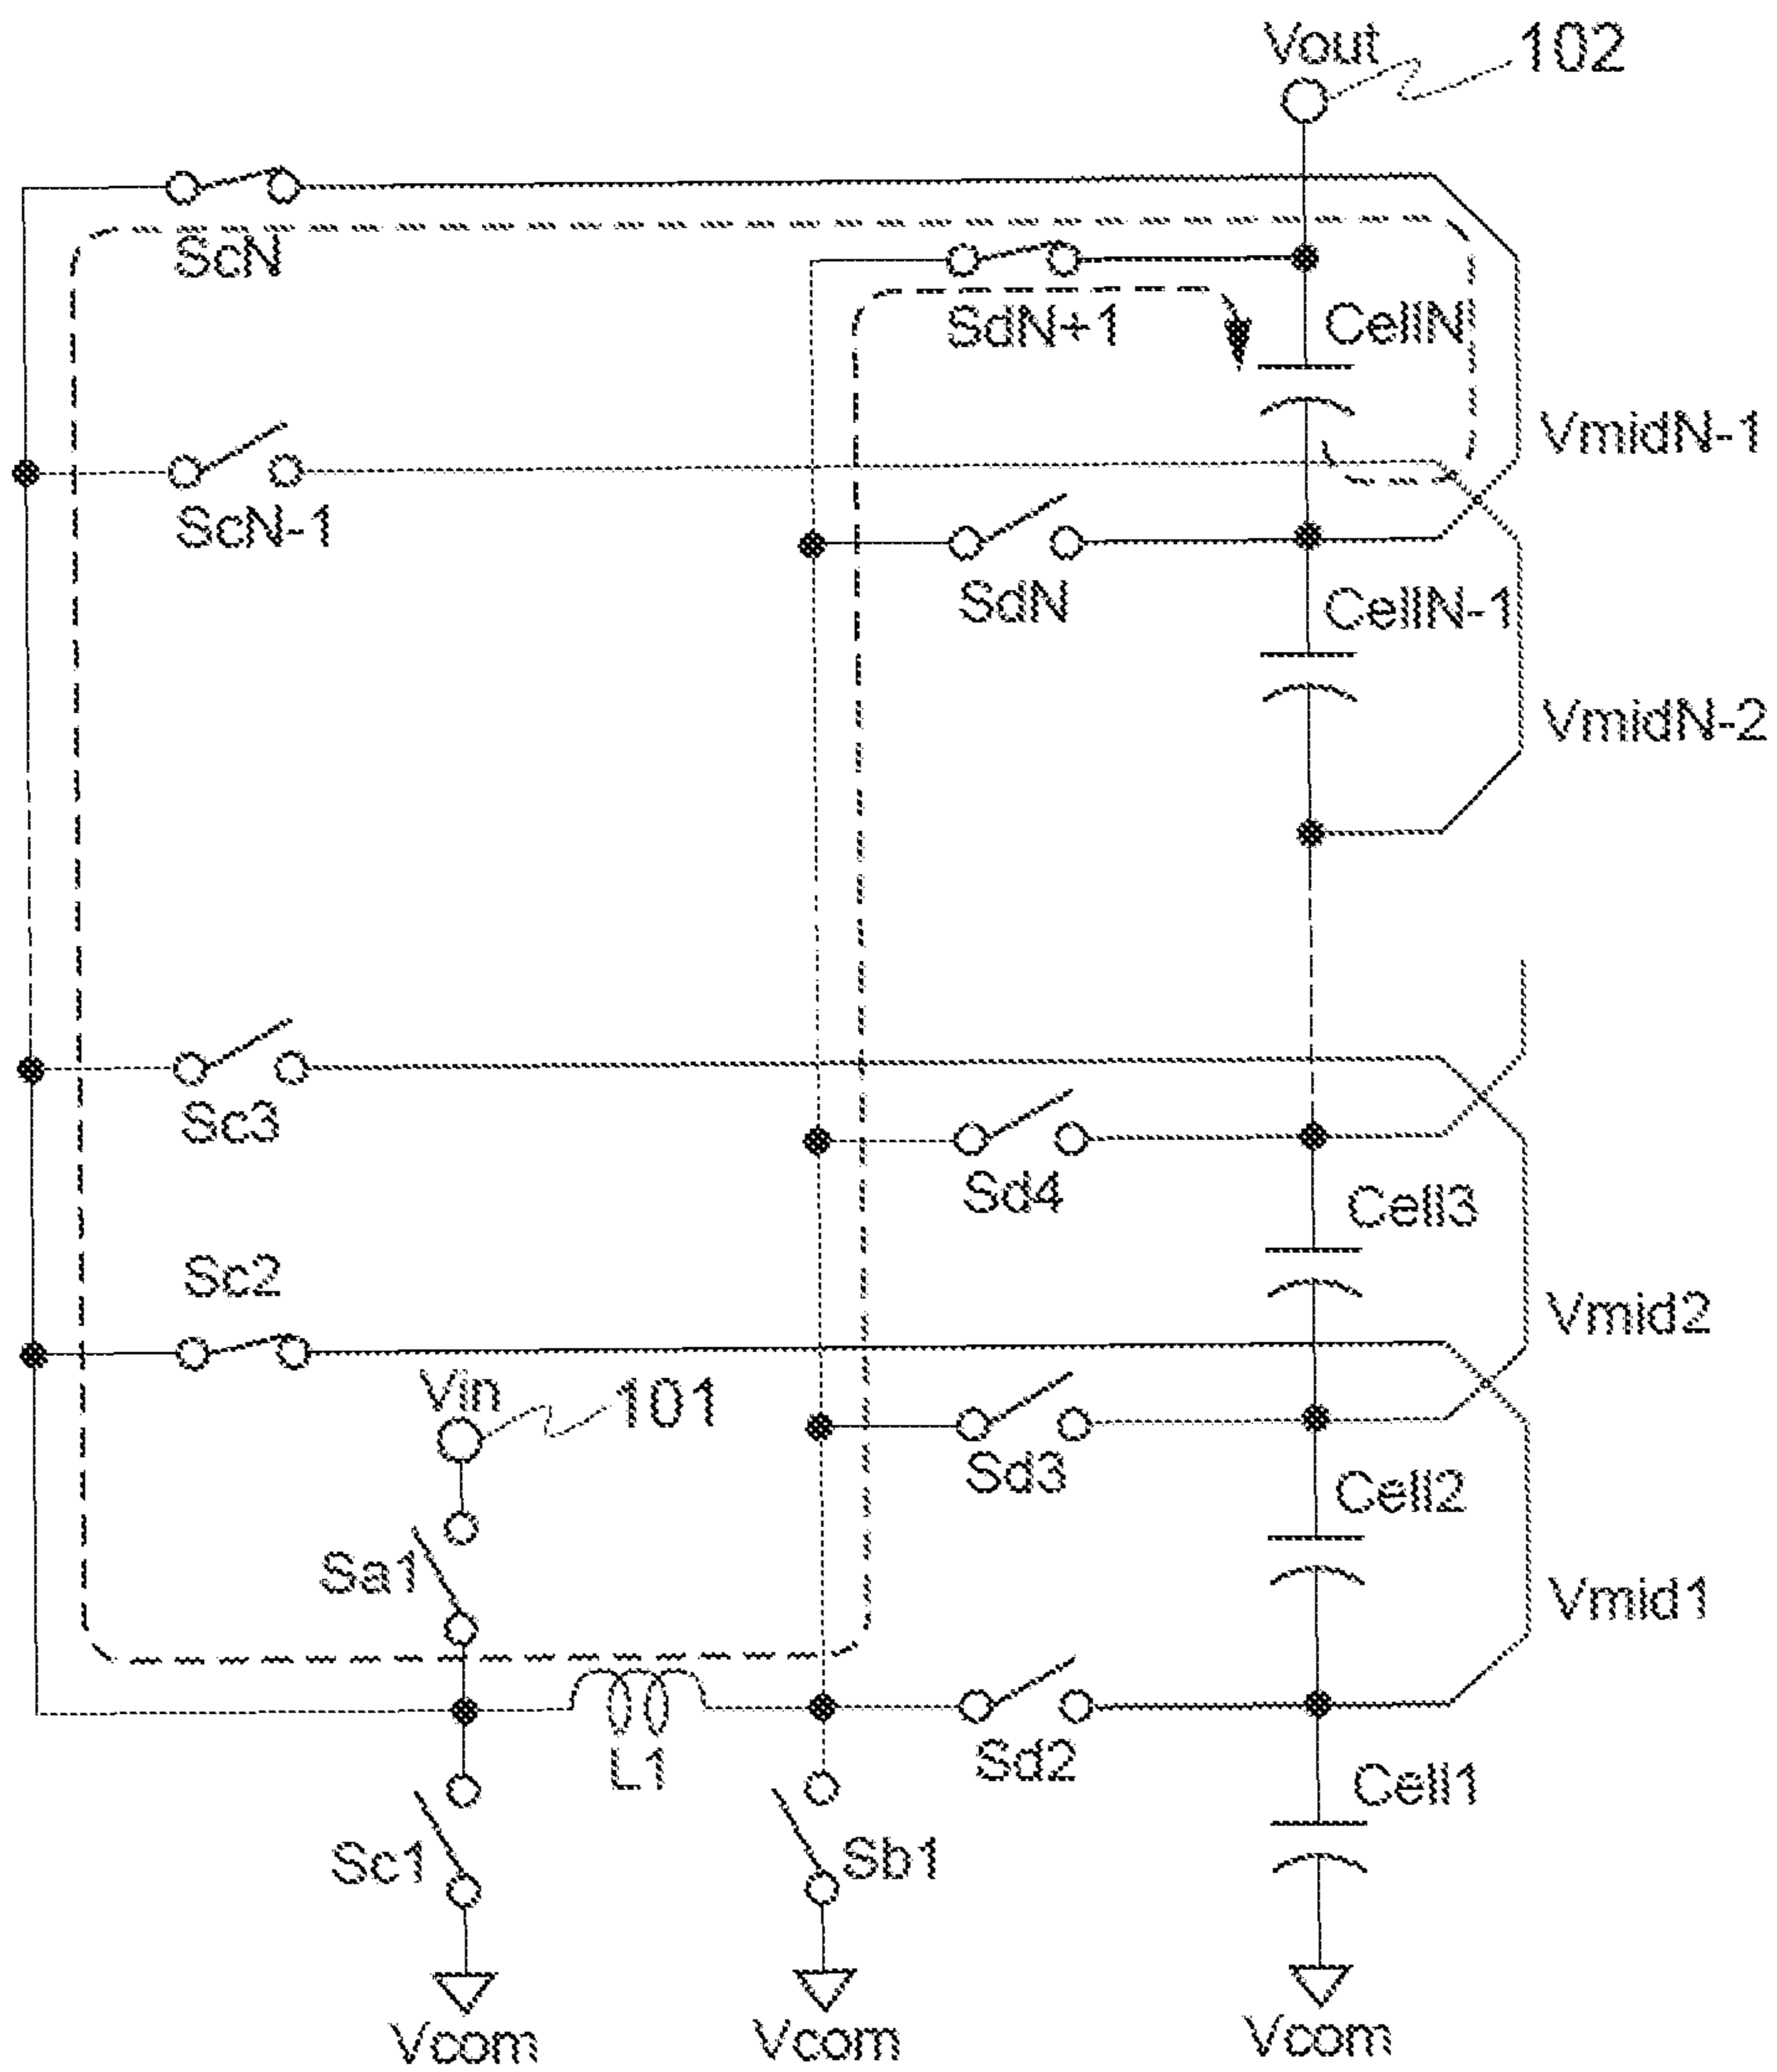 Vout 102
ScN
SdN+1
CellN
VmidN-1
ScN-1
SdN
CellN-1
VmidN-2
Sc3
Sd4
Cell3
Sc2
Vmid2
Vin 101
Sd3
Cell2
Sa1
Vmid1
L1
Sd2
Cell1
Sc1
Sb1
Vcom
Vcom
Vcom